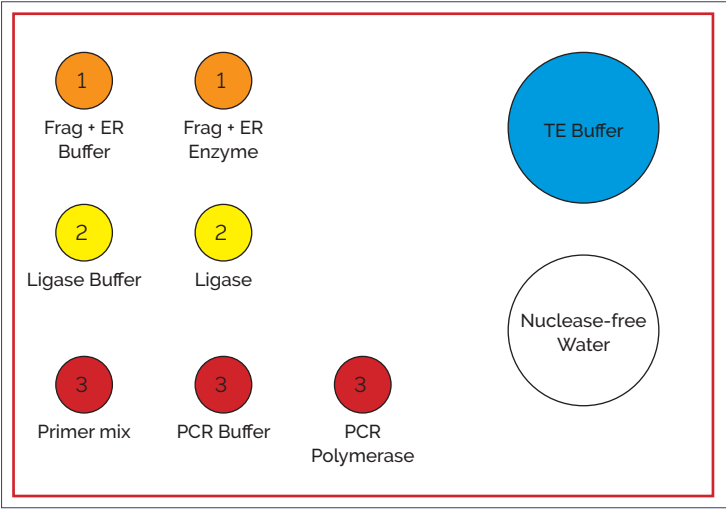 1
1
Frag + ER
Buffer
Frag + ER
Enzyme
TE Buffer
2
2
Ligase Buffer
Ligase
Nuclease-free
Water
3
3
3
Primer mix
PCR Buffer
PCR
Polymerase